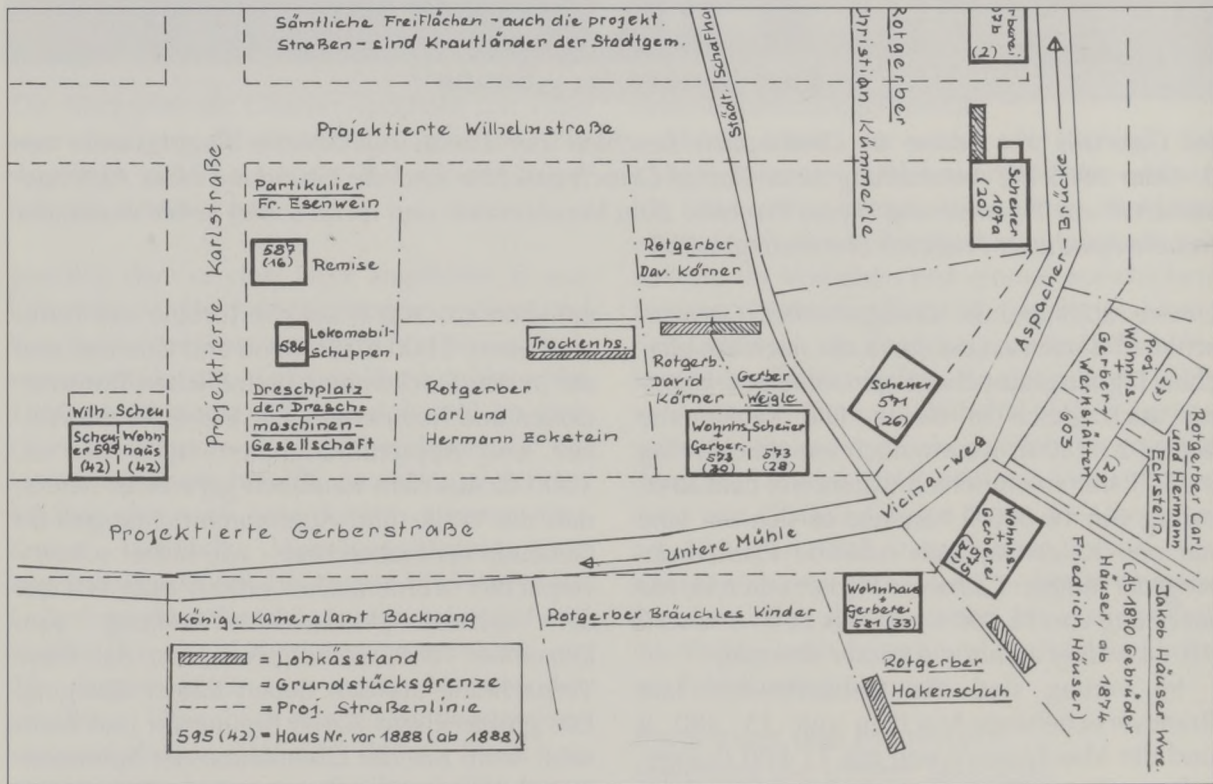 Sämtliche Freiflächen - auch die projekt.
Straßen - sind Krautländer der Stadtgem.
Städt. Schafhau
Christian Kümmerle
Rotgerber
rberei
07b
(2)
Projektierte Wilhelmstraße
Projektierte Karlstraße
Partikulier
Fr. Esenwein
587
(16)
Remise
586
Lokomobil-
schuppen
Dreschplatz
der Dresch-
maschinen-
Gesellschaft
Wilh. Scheu
Scheu-
er 595
(42)
Wohn-
haus
(42)
Rotgerber
Carl und
Hermann Eckstein
Trockenhs.
Rotgerber
Dav. Körner
Rotgerb.
David
Körner
Gerber
Weigle
Wohnhs
+
Gerber.
573
(30)
Scheuer
573
(28)
Scheuer
107a
(20)
Aspacher-Brücke
Scheuer
571
(26)
Vicinal-Weg
Proj. (22)
Wohnhs.
+
Gerber-
Werkstätten
603
Rotgerber Carl
und Hermann
Eckstein
Projektierte Gerberstraße
Untere Mühle
Wohnhs
+
Gerberei
Wohnhaus
+
Gerberei
581 (33)
Jakob Häuser Wwe.
(Ab 1870 Gebrüder
Häuser, ab 1874
Friedrich Häuser)
Königl. Kameralamt Backnang
Rotgerber Bräuchles Kinder
Rotgerber
Hakenschuh
= Lohkässtand
= Grundstücksgrenze
= Proj. Straßenlinie
595 (42) = Haus Nr. vor 1888 (ab 1888)